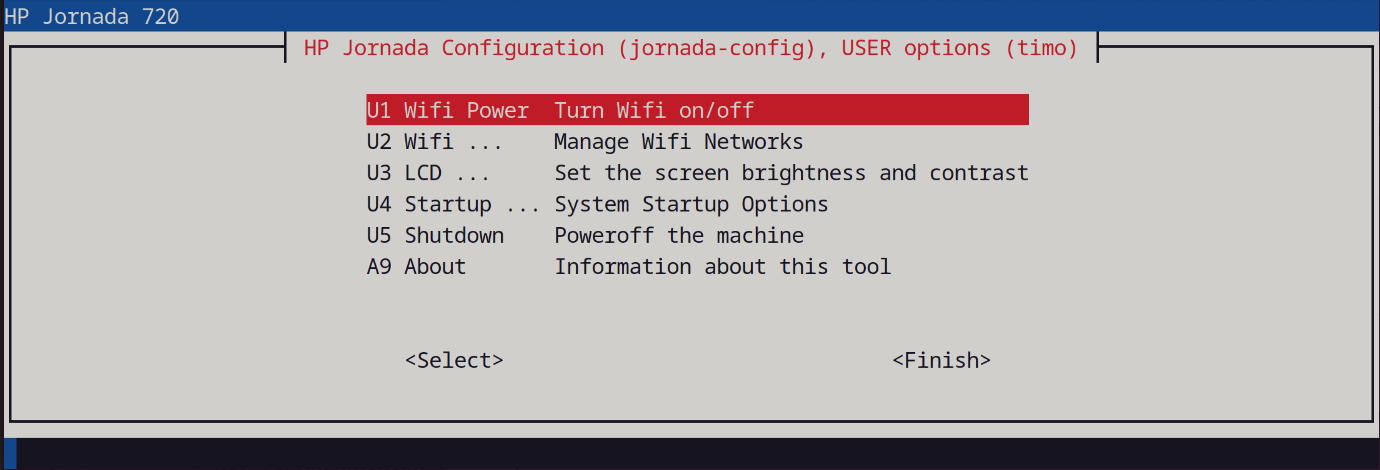 HP Jornada 720
HP Jornada Configuration (jornada-config), USER options (timo)
U1 Wifi Power  Turn Wifi on/off
U2 Wifi ...    Manage Wifi Networks
U3 LCD ...     Set the screen brightness and contrast
U4 Startup ... System Startup Options
U5 Shutdown    Poweroff the machine
A9 About       Information about this tool
<Select>                               <Finish>